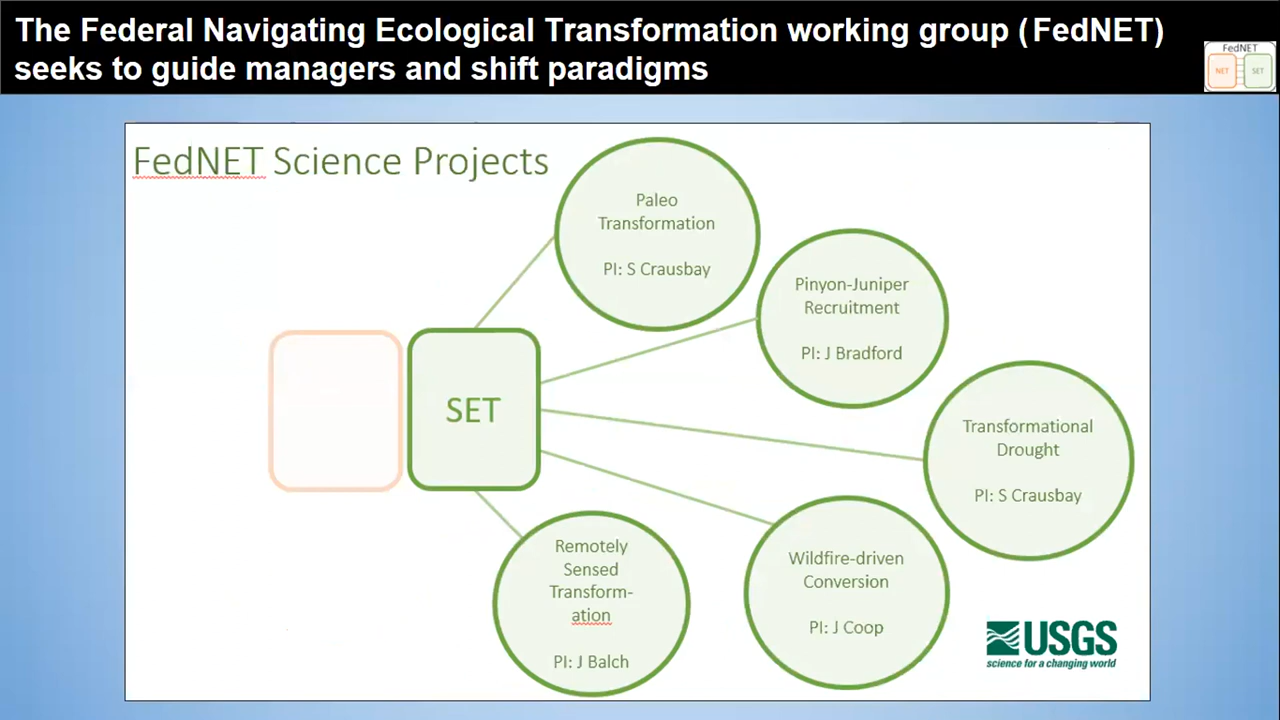 The Federal Navigating Ecological Transformation working group (FedNET)
seeks to guide managers and shift paradigms
FedNET
NET
SET
FedNET Science Projects
Paleo
Transformation
PI: S Crausbay
Pinyon-Juniper
Recruitment
PI: J Bradford
SET
Transformational
Drought
PI: S Crausbay
Wildfire-driven
Conversion
PI: J Coop
Remotely
Sensed
Transform-
ation
PI: J Balch
USGS
science for a changing world